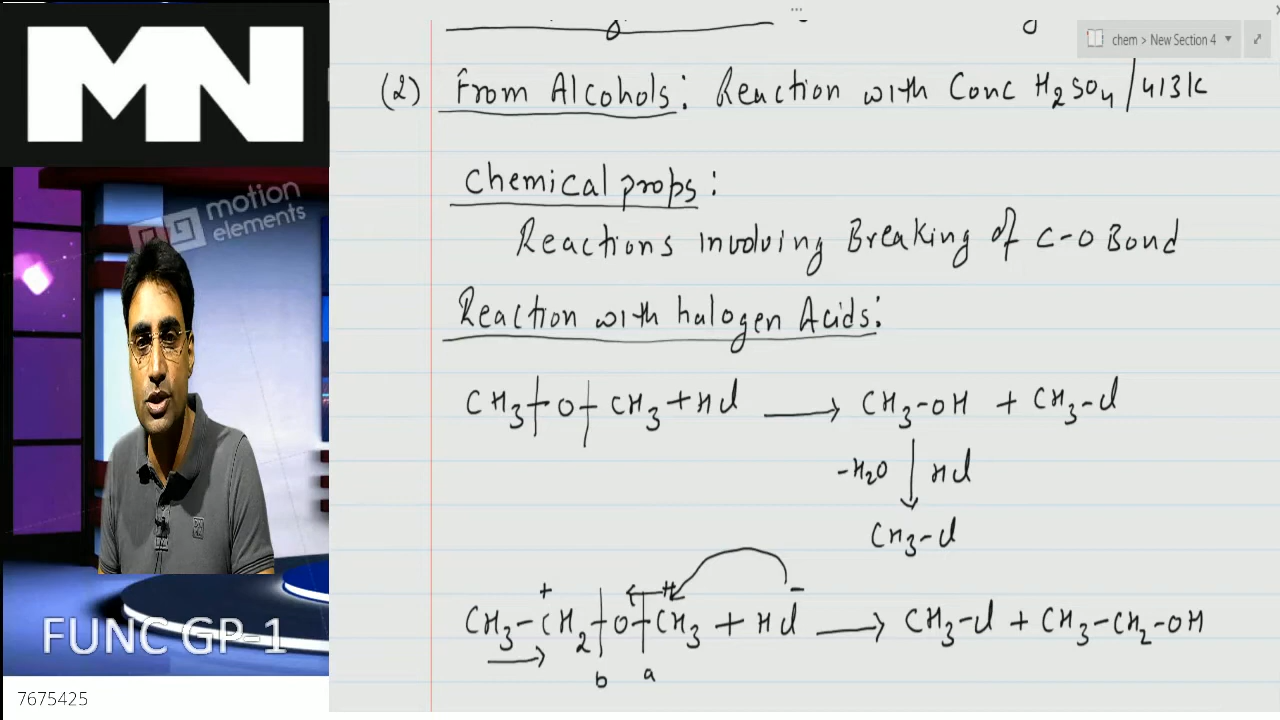 MN
motion
elements
FUNC GP-1
7675425
chem > New Section 4
(2) From Alcohols: Reaction with Conc H2SO4/413K
Chemical props:
Reactions involving Breaking of C-O Bond
Reaction with halogen Acids:
CH3-O-CH3 + HCl → CH3-OH + CH3-Cl
-H2O ↓ HCl
CH3-Cl
+ ← + -
CH3-CH2-O-CH3 + HCl → CH3-Cl + CH3-CH2-OH
→ b a